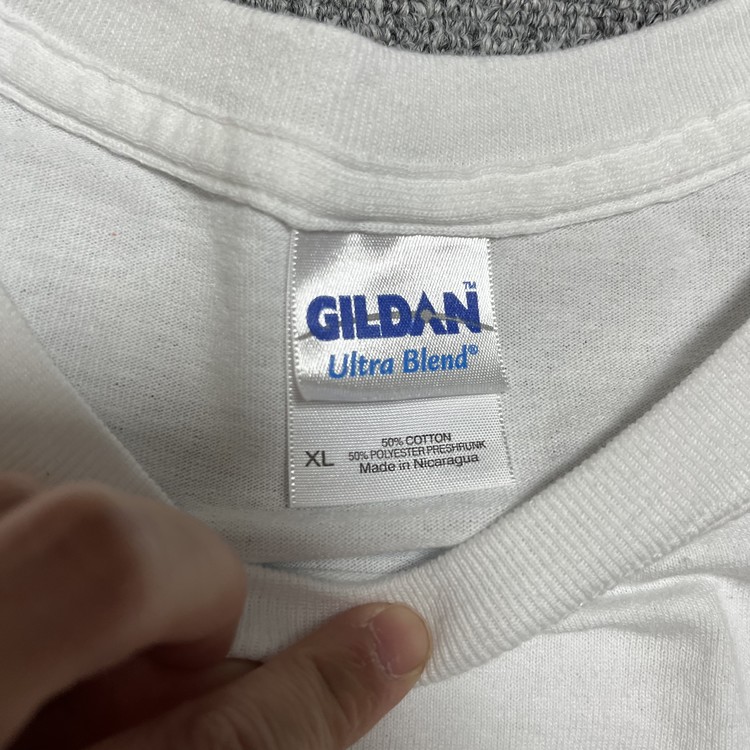 GILDAN™
Ultra Blend®
XL
50% COTTON
50% POLYESTER PRESHRUNK
Made in Nicaragua